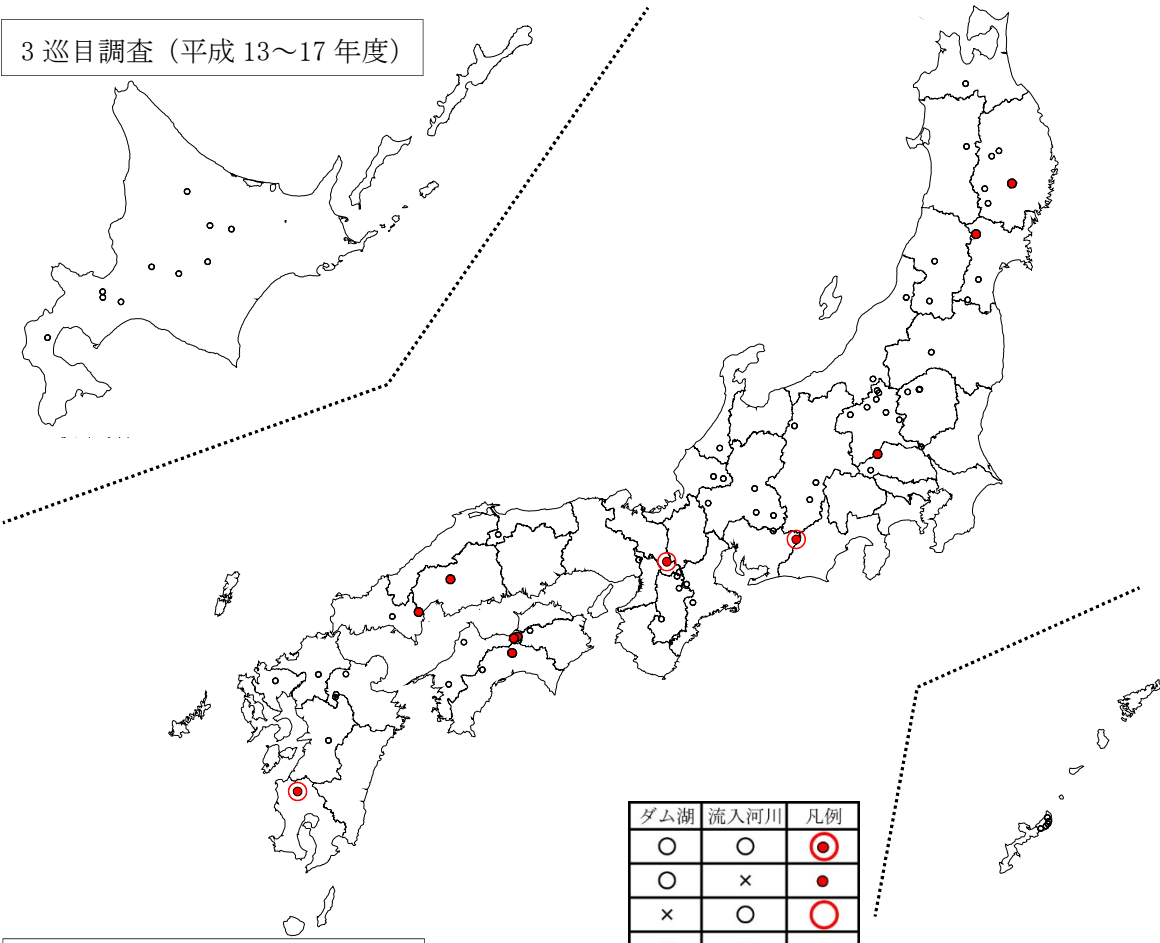 3 巡目調査（平成 13～17 年度）
ダム湖 流入河川 凡例
○ ○
○ ×
× ○